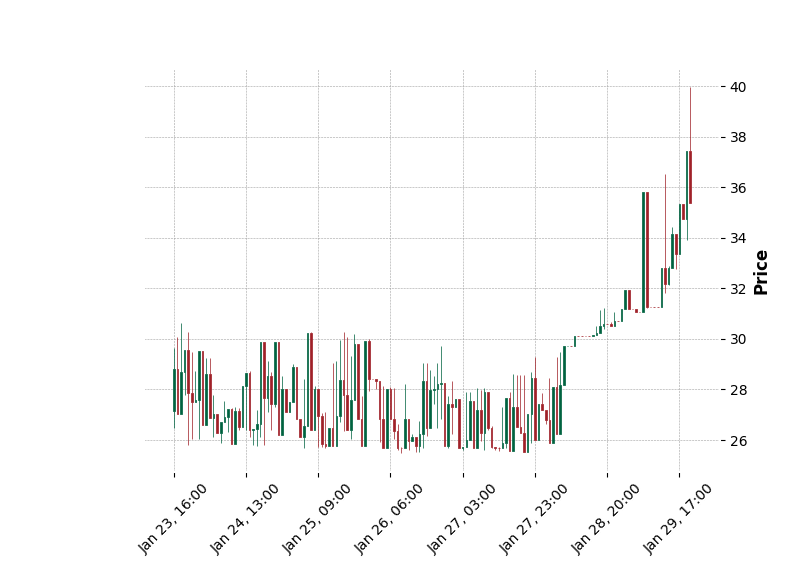 40
38
36
34
32
30
28
26
Price
Jan 23, 16:00
Jan 24, 13:00
Jan 25, 09:00
Jan 26, 06:00
Jan 27, 03:00
Jan 27, 23:00
Jan 28, 20:00
Jan 29, 17:00